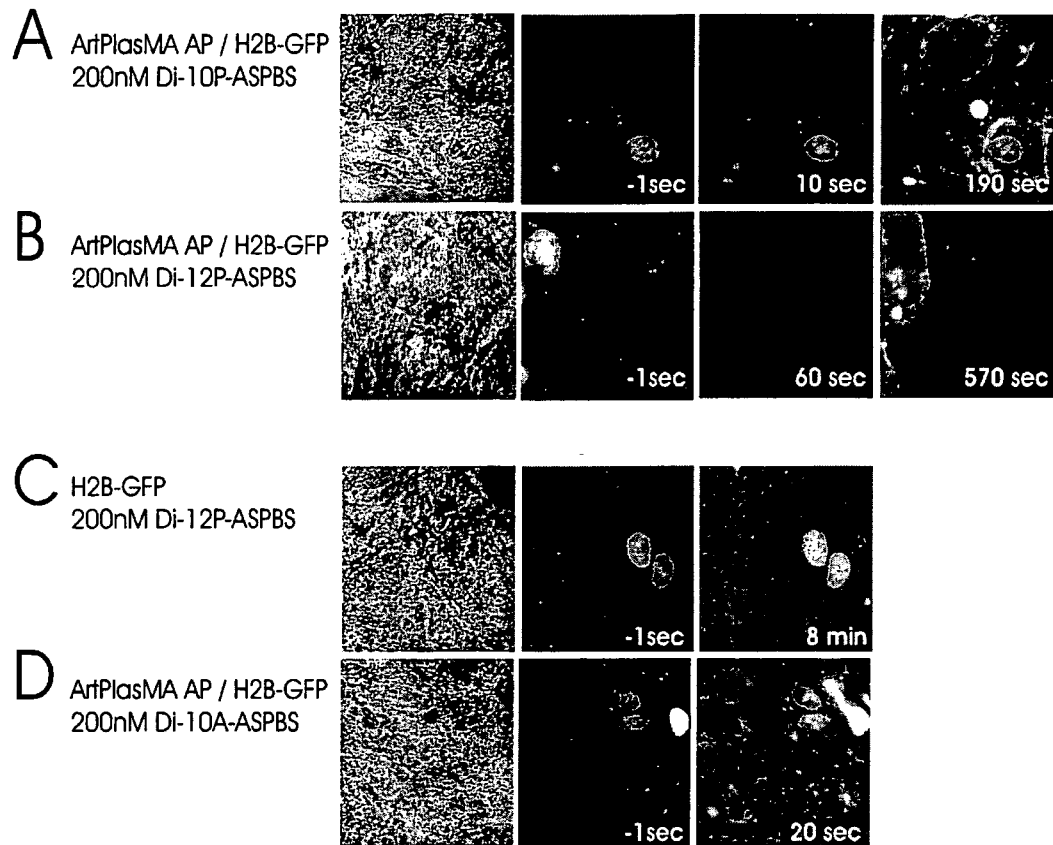 A
ArtPlasMA AP / H2B-GFP
200nM Di-10P-ASPBS
-1sec
10 sec
190 sec
B
ArtPlasMA AP / H2B-GFP
200nM Di-12P-ASPBS
-1sec
60 sec
570 sec
C
H2B-GFP
200nM Di-12P-ASPBS
-1sec
8 min
D
ArtPlasMA AP / H2B-GFP
200nM Di-10A-ASPBS
-1sec
20 sec